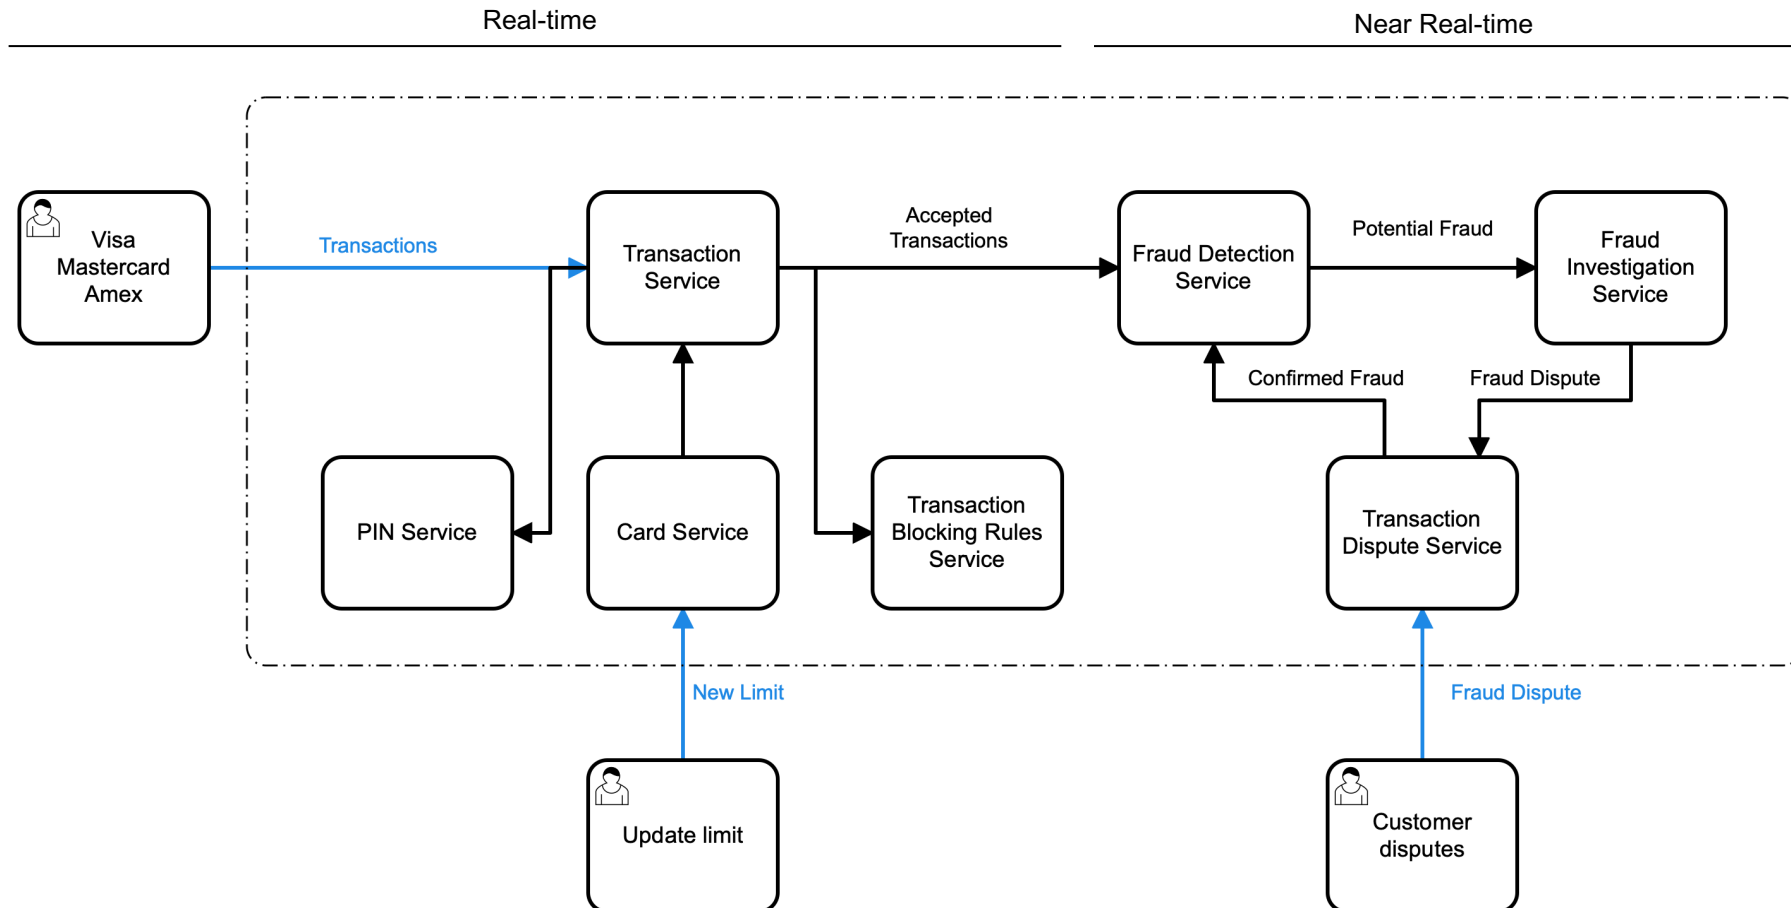 Real-time
Near Real-time
Visa
Mastercard
Amex
Transactions
Transaction
Service
Accepted
Transactions
Fraud Detection
Service
Potential Fraud
Fraud
Investigation
Service
Confirmed Fraud
Fraud Dispute
PIN Service
Card Service
Transaction
Blocking Rules
Service
Transaction
Dispute Service
New Limit
Fraud Dispute
Update limit
Customer
disputes